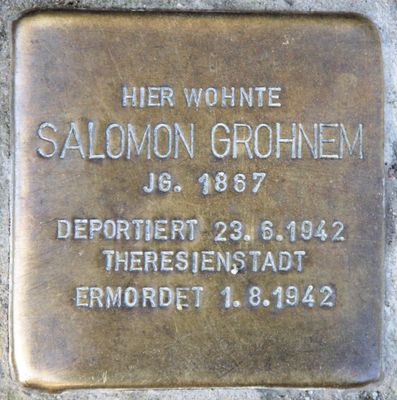 HIER WOHNTE
SALOMON GROHNEM
JG. 1867
DEPORTIERT 23.6.1942
THERESIENSTADT
ERMORDET 1.8.1942